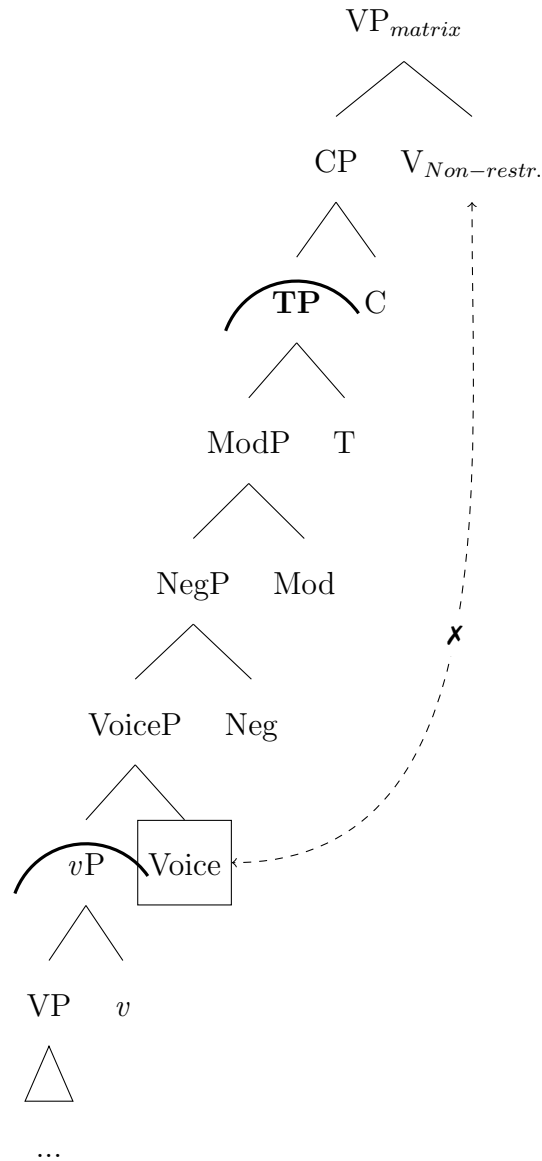 VP_matrix
CP V_Non−restr.
TP C
ModP T
NegP Mod
✗
VoiceP Neg
vP Voice
VP v
...